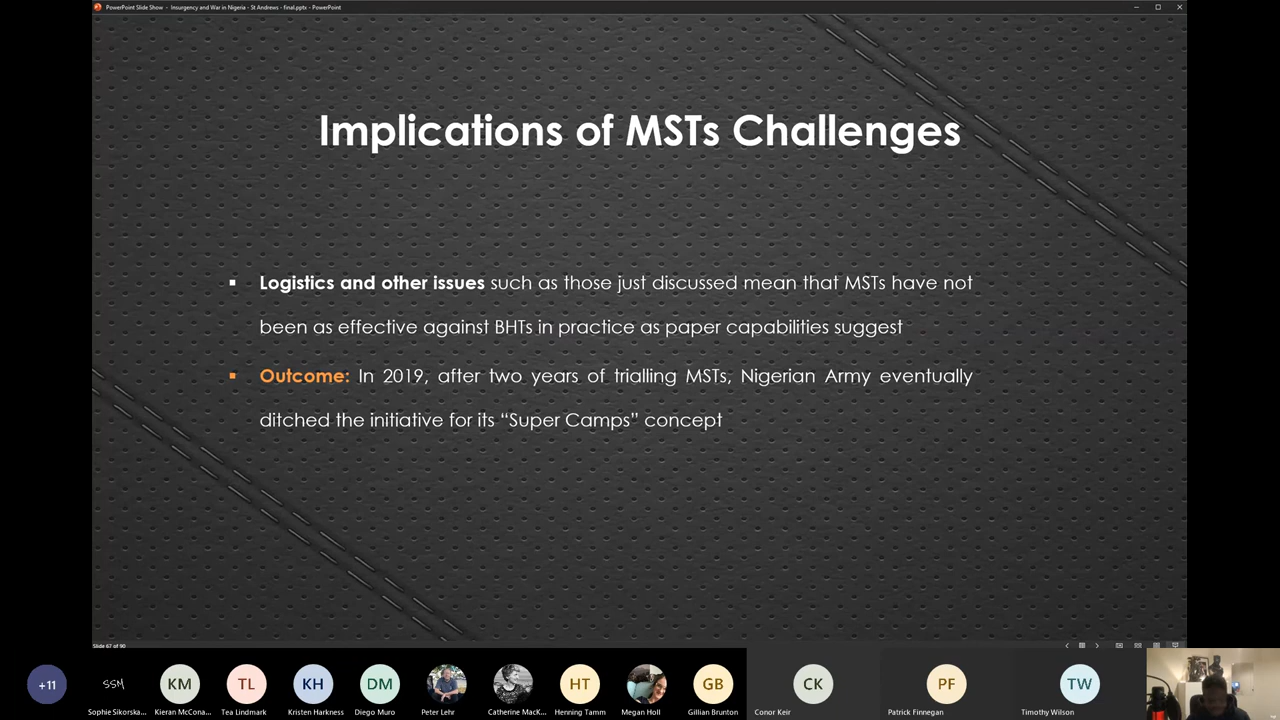 PowerPoint Slide Show - Insurgency and War in Nigeria - St Andrews - final.ppts - PowerPoint
Implications of MSTs Challenges
Logistics and other issues such as those just discussed mean that MSTs have not
been as effective against BHTs in practice as paper capabilities suggest
Outcome: In 2019, after two years of trialling MSTs, Nigerian Army eventually
ditched the initiative for its “Super Camps” concept
Slide 67 of 90
+11
SSM
KM
TL
KH
DM
HT
GB
CK
PF
TW
Sophie Sikorska...
Kieran McCona...
Tea Lindmark
Kristen Harkness
Diego Muro
Peter Lehr
Catherine MacK...
Henning Tamm
Megan Holl
Gillian Brunton
Conor Keir
Patrick Finnegan
Timothy Wilson